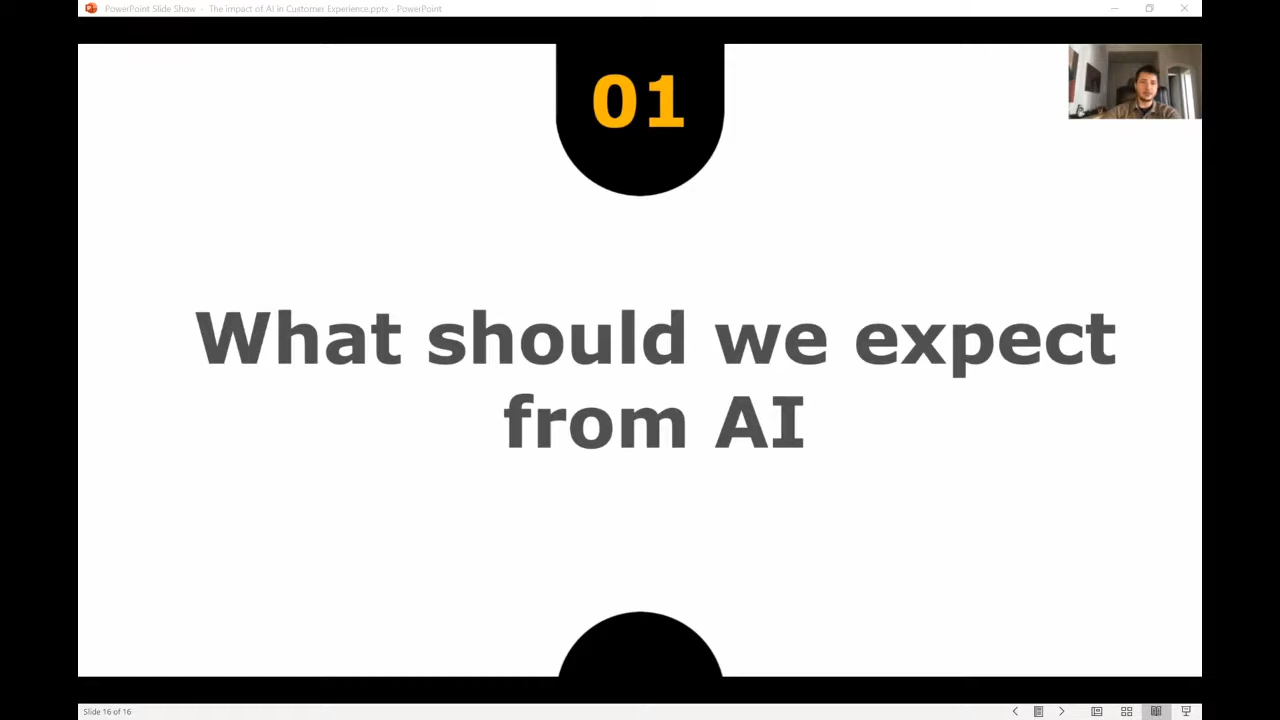 PowerPoint Slide Show - The impact of AI in Customer Experience.pptx - PowerPoint
01
What should we expect
from AI
Slide 16 of 16